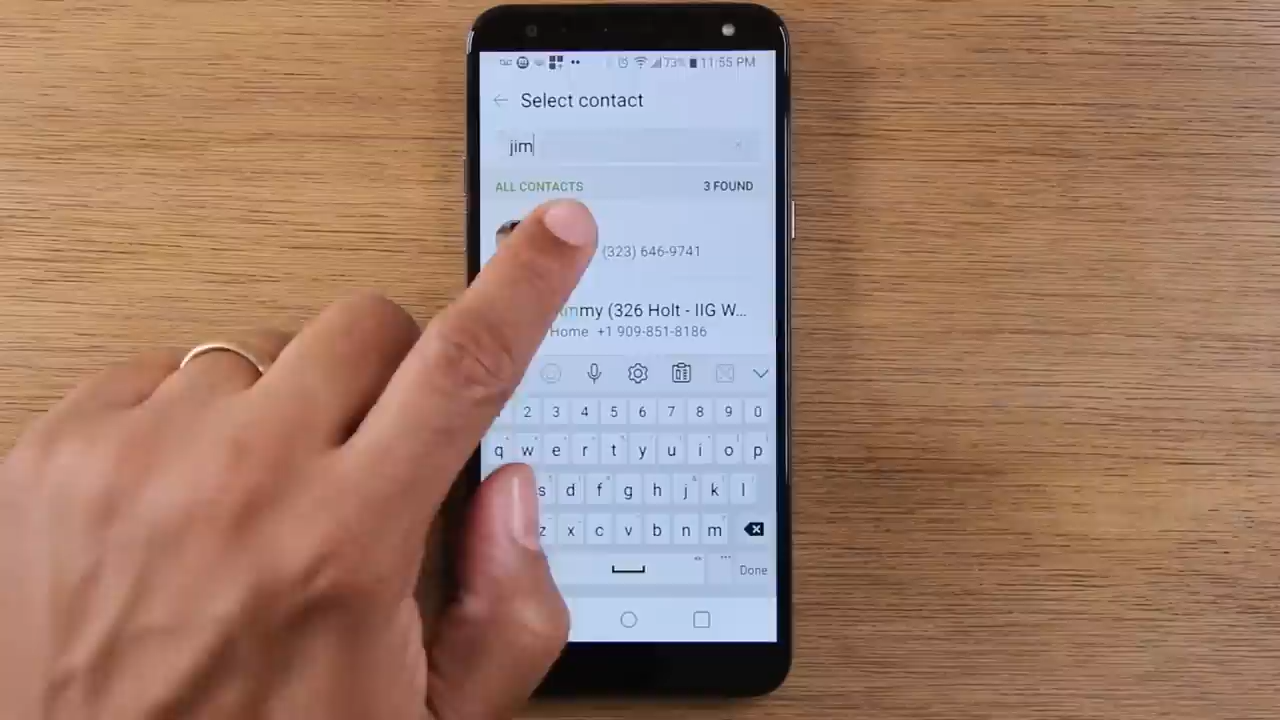 73% 11:55 PM
Select contact
jim
ALL CONTACTS 3 FOUND
(323) 646-9741
mmy (326 Holt - IIG W...
Home +1 909-851-8186
2 3 4 5 6 7 8 9 0
q w e r t y u i o p
s d f g h j k l
z x c v b n m
Done